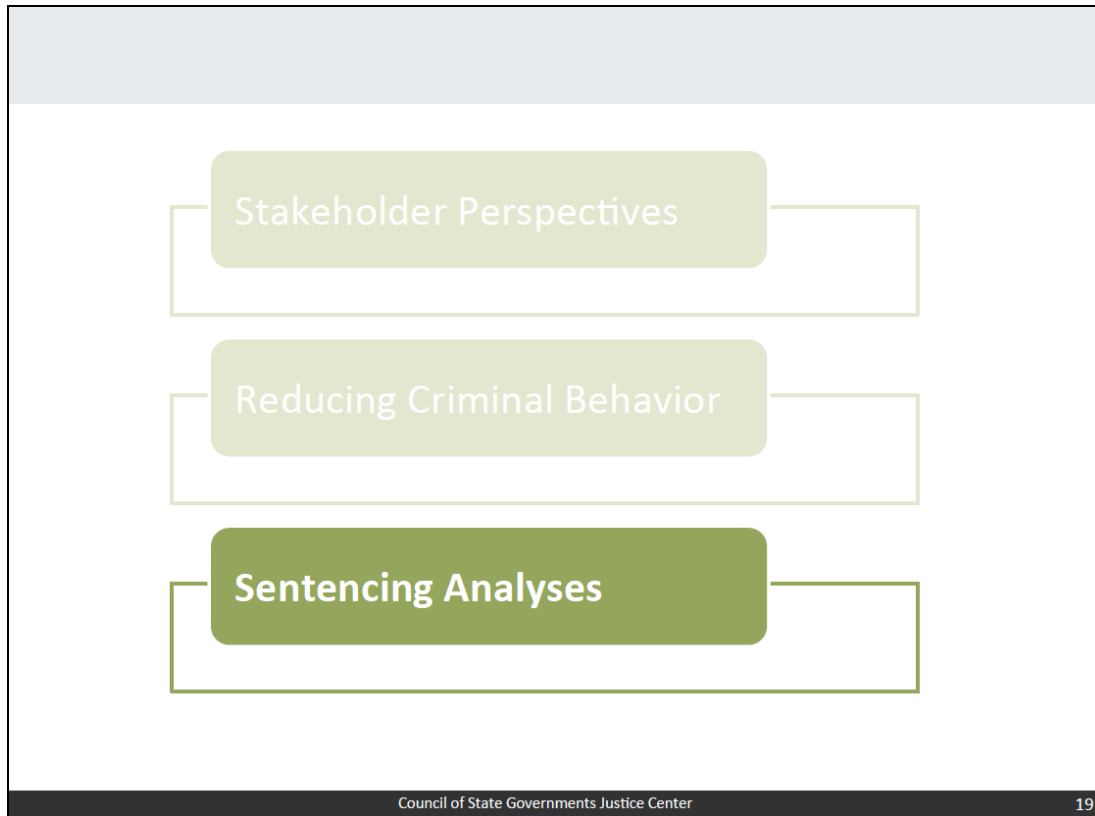 Stakeholder Perspectives
Reducing Criminal Behavior
Sentencing Analyses
Council of State Governments Justice Center
19